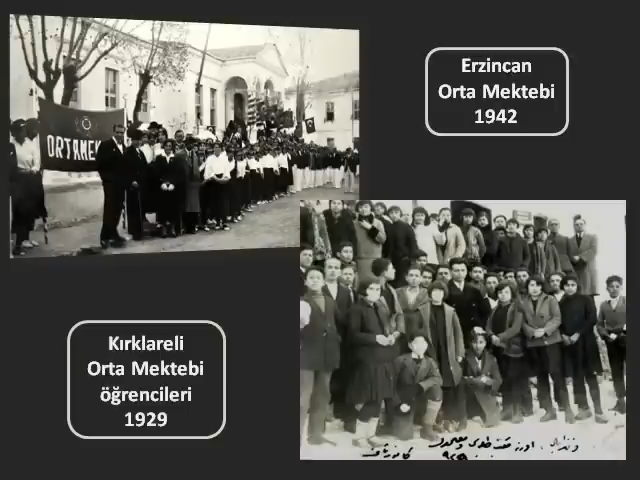 Erzincan
Orta Mektebi
1942
ORTAMEK
Kırklareli
Orta Mektebi
öğrencileri
1929